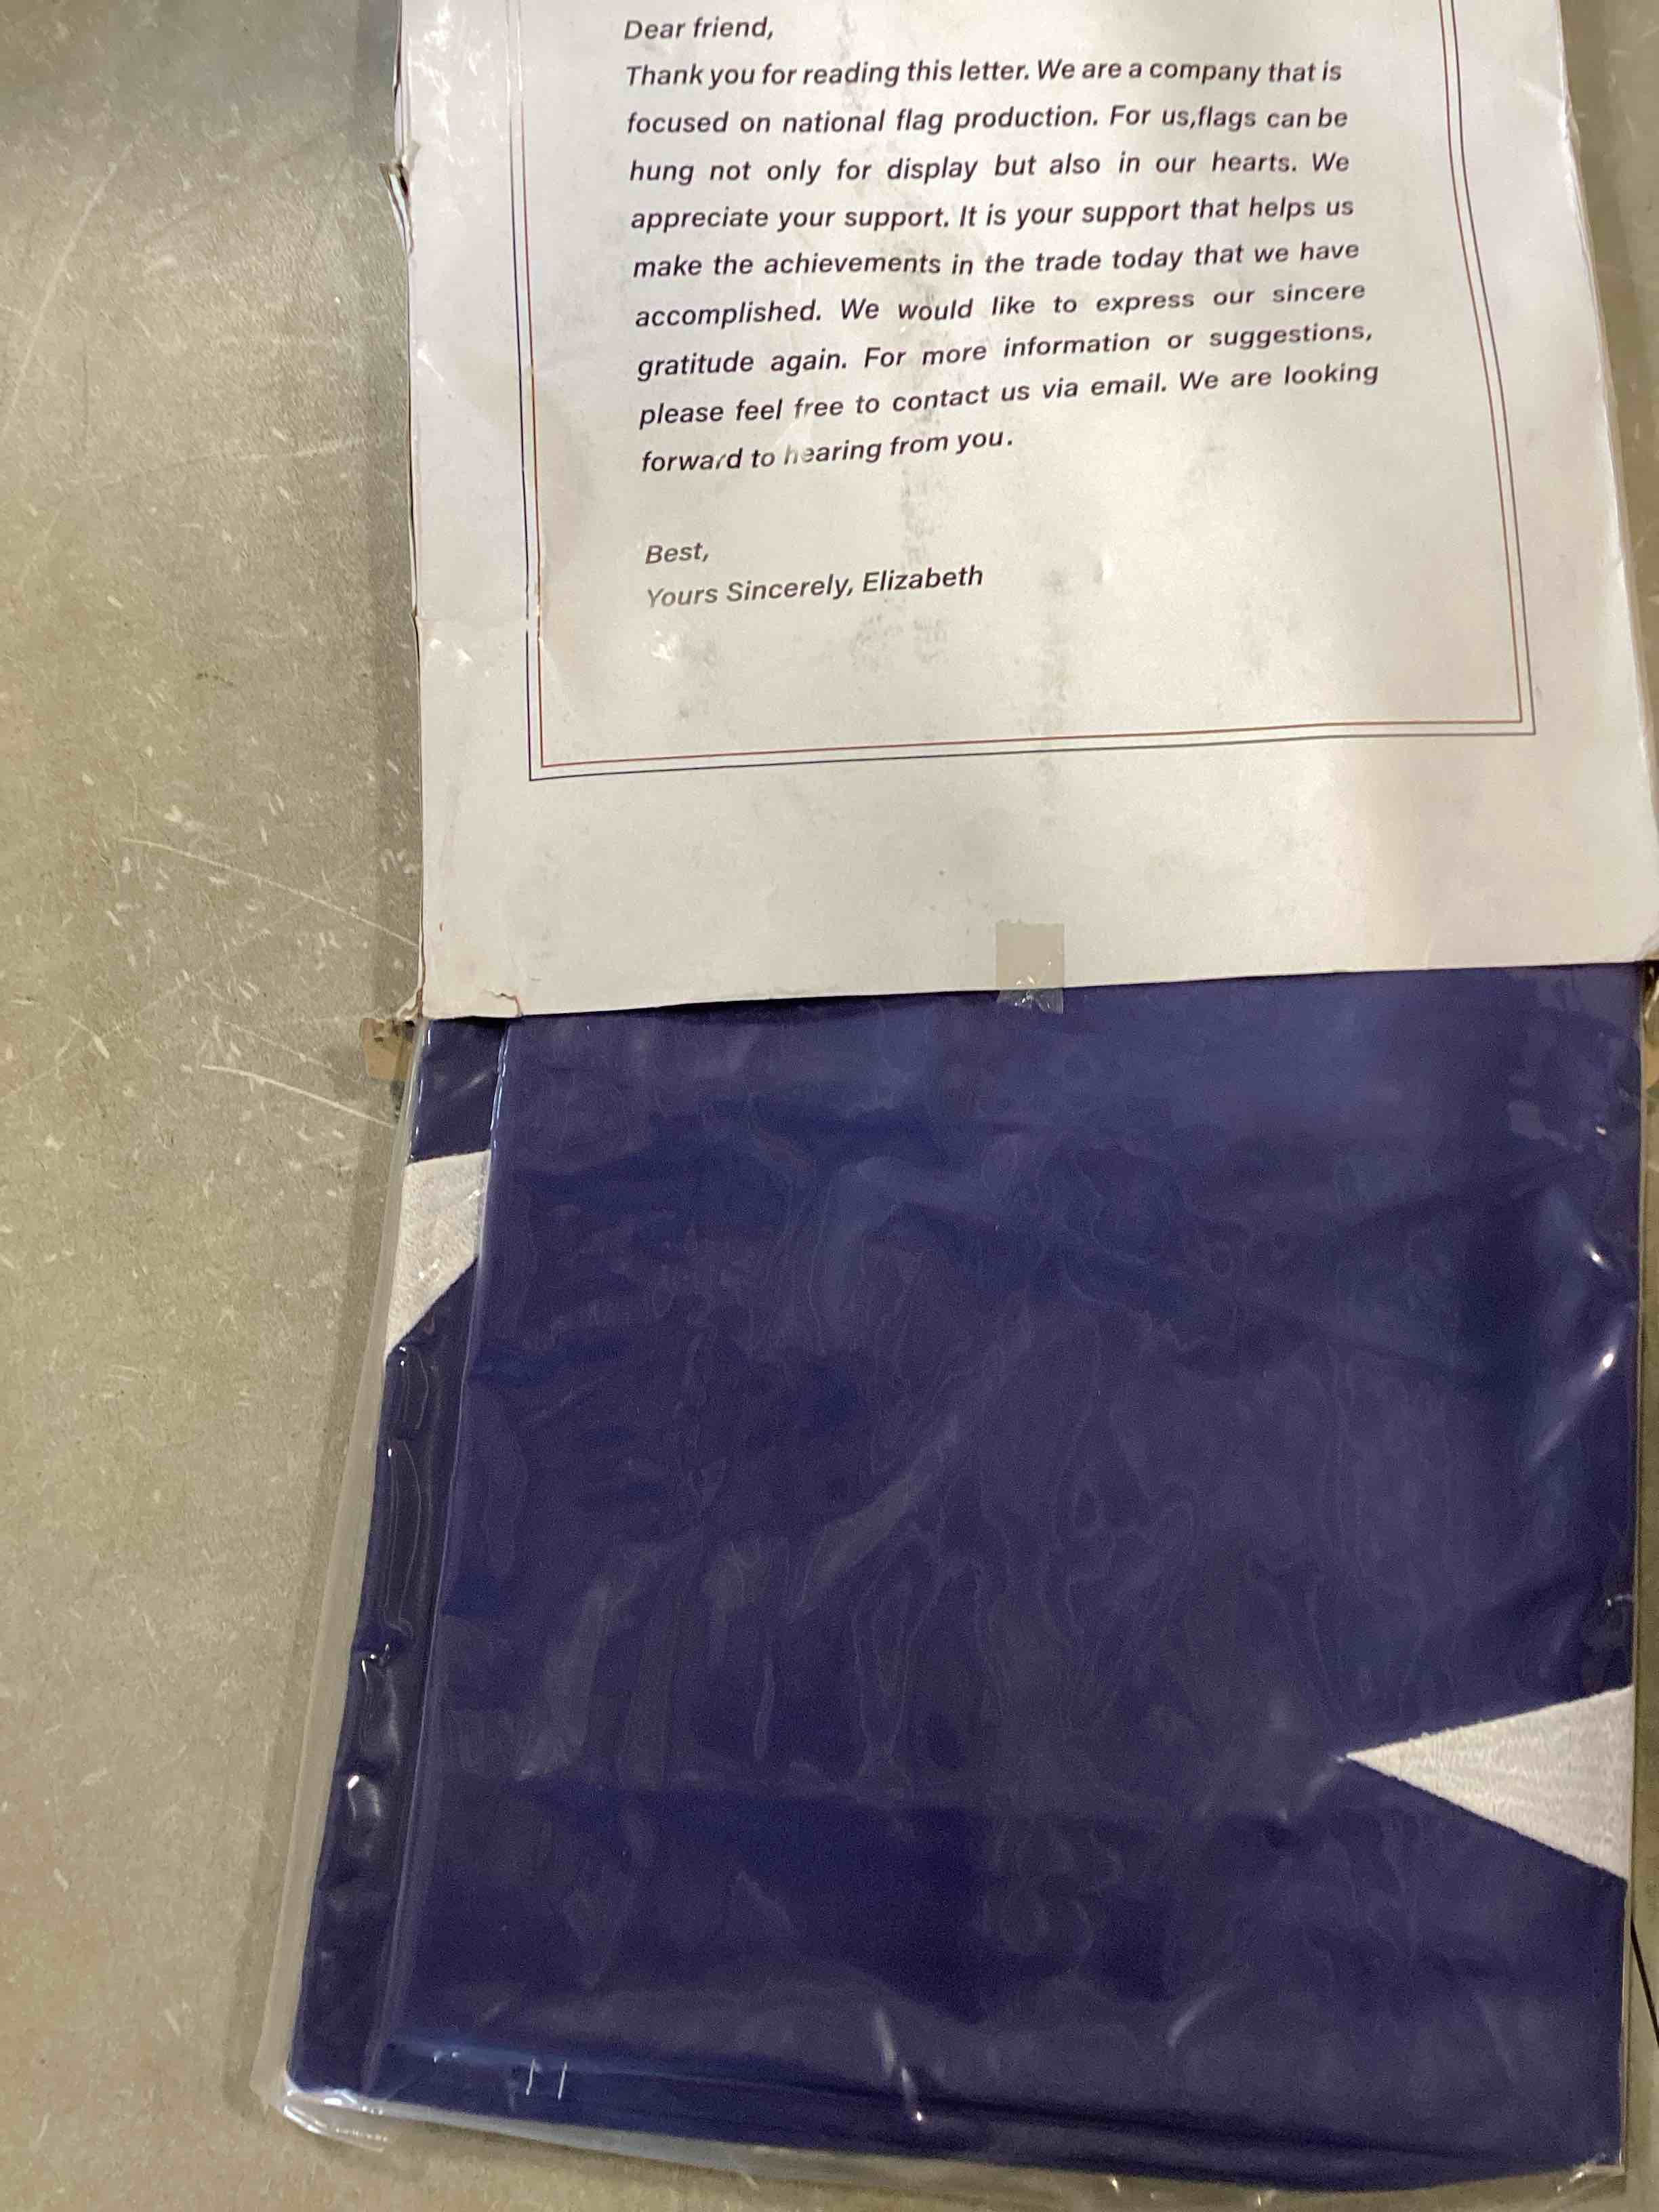 Dear friend,
Thank you for reading this letter. We are a company that is
focused on national flag production. For us,flags can be
hung not only for display but also in our hearts. We
appreciate your support. It is your support that helps us
make the achievements in the trade today that we have
accomplished. We would like to express our sincere
gratitude again. For more information or suggestions,
please feel free to contact us via email. We are looking
forward to hearing from you.
Best,
Yours Sincerely, Elizabeth